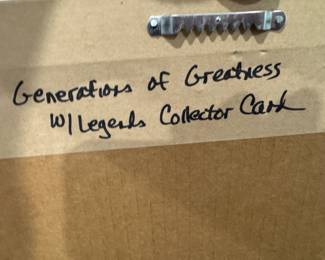 Generations of Greatness
W/ Legends Collector Card